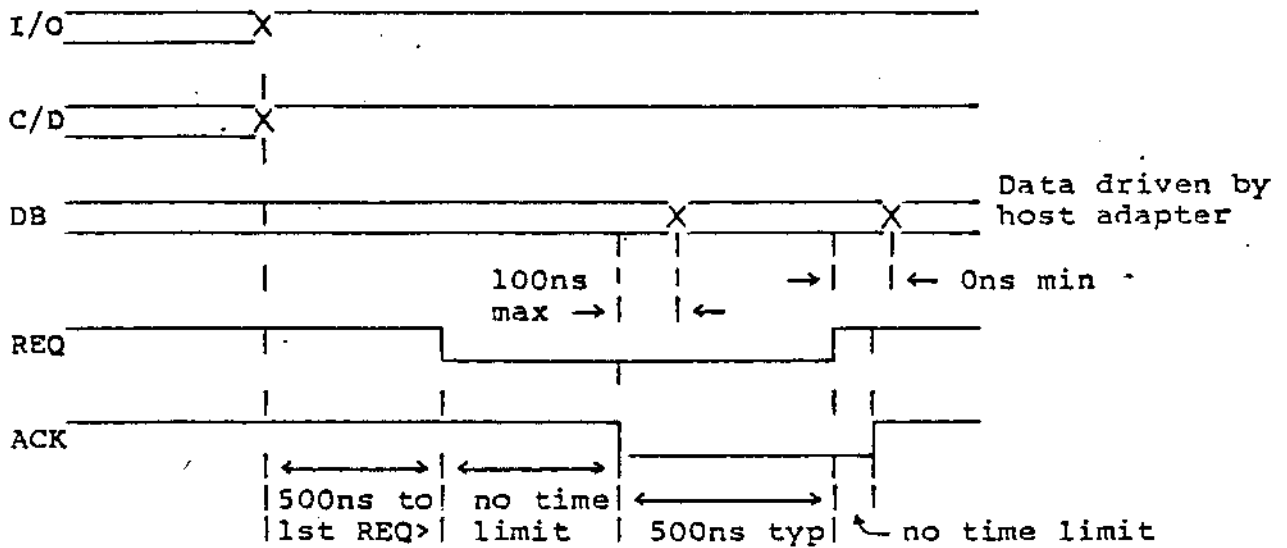 I/O
C/D
DB
Data driven by
host adapter
100ns
max
0ns min
REQ
ACK
500ns to
1st REQ>
no time
limit
500ns typ
no time limit